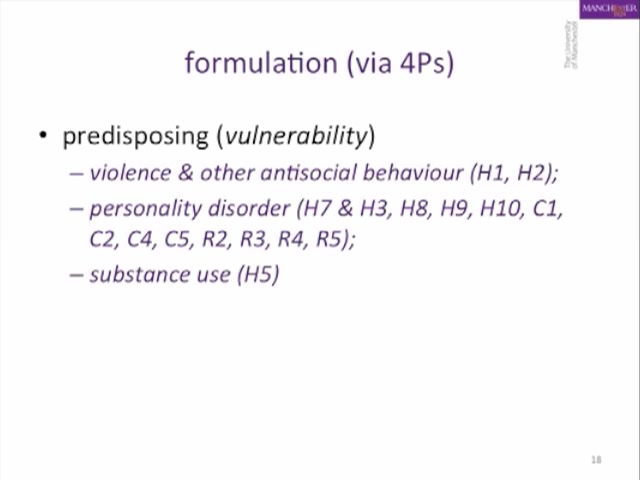 MANCHESTER
The University
of Manchester
formulation (via 4Ps)
• predisposing (vulnerability)
– violence & other antisocial behaviour (H1, H2);
– personality disorder (H7 & H3, H8, H9, H10, C1,
C2, C4, C5, R2, R3, R4, R5);
– substance use (H5)
18